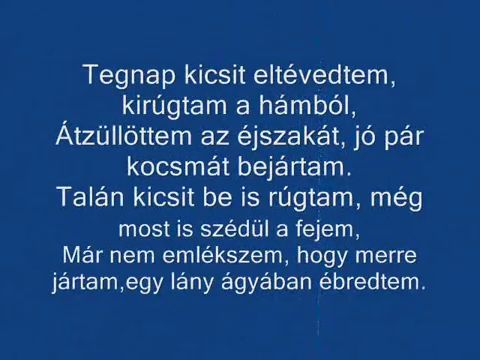 Tegnap kicsit eltévedtem,
kirúgtam a hámból,
Átzüllöttem az éjszakát, jó pár
kocsmát bejártam.
Talán kicsit be is rúgtam, még
most is szédül a fejem,
Már nem emlékszem, hogy merre
jártam,egy lány ágyában ébredtem.